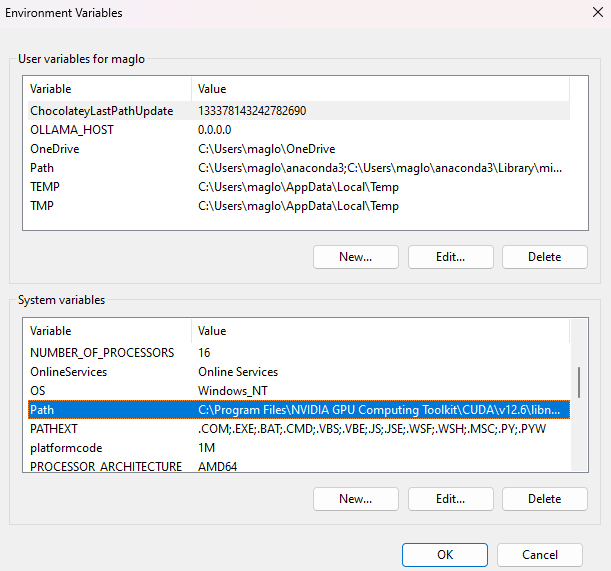 Environment Variables
User variables for maglo
Variable Value
ChocolateyLastPathUpdate 133378143242782690
OLLAMA_HOST 0.0.0.0
OneDrive C:\Users\maglo\OneDrive
Path C:\Users\maglo\anaconda3;C:\Users\maglo\anaconda3\Library\mi...
TEMP C:\Users\maglo\AppData\Local\Temp
TMP C:\Users\maglo\AppData\Local\Temp
New... Edit... Delete
System variables
Variable Value
NUMBER_OF_PROCESSORS 16
OnlineServices Online Services
OS Windows_NT
Path C:\Program Files\NVIDIA GPU Computing Toolkit\CUDA\v12.6\libn...
PATHEXT .COM;.EXE;.BAT;.CMD;.VBS;.VBE;.JS;.JSE;.WSF;.WSH;.MSC;.PY;.PYW
platformcode 1M
PROCESSOR_ARCHITECTURE AMD64
New... Edit... Delete
OK Cancel